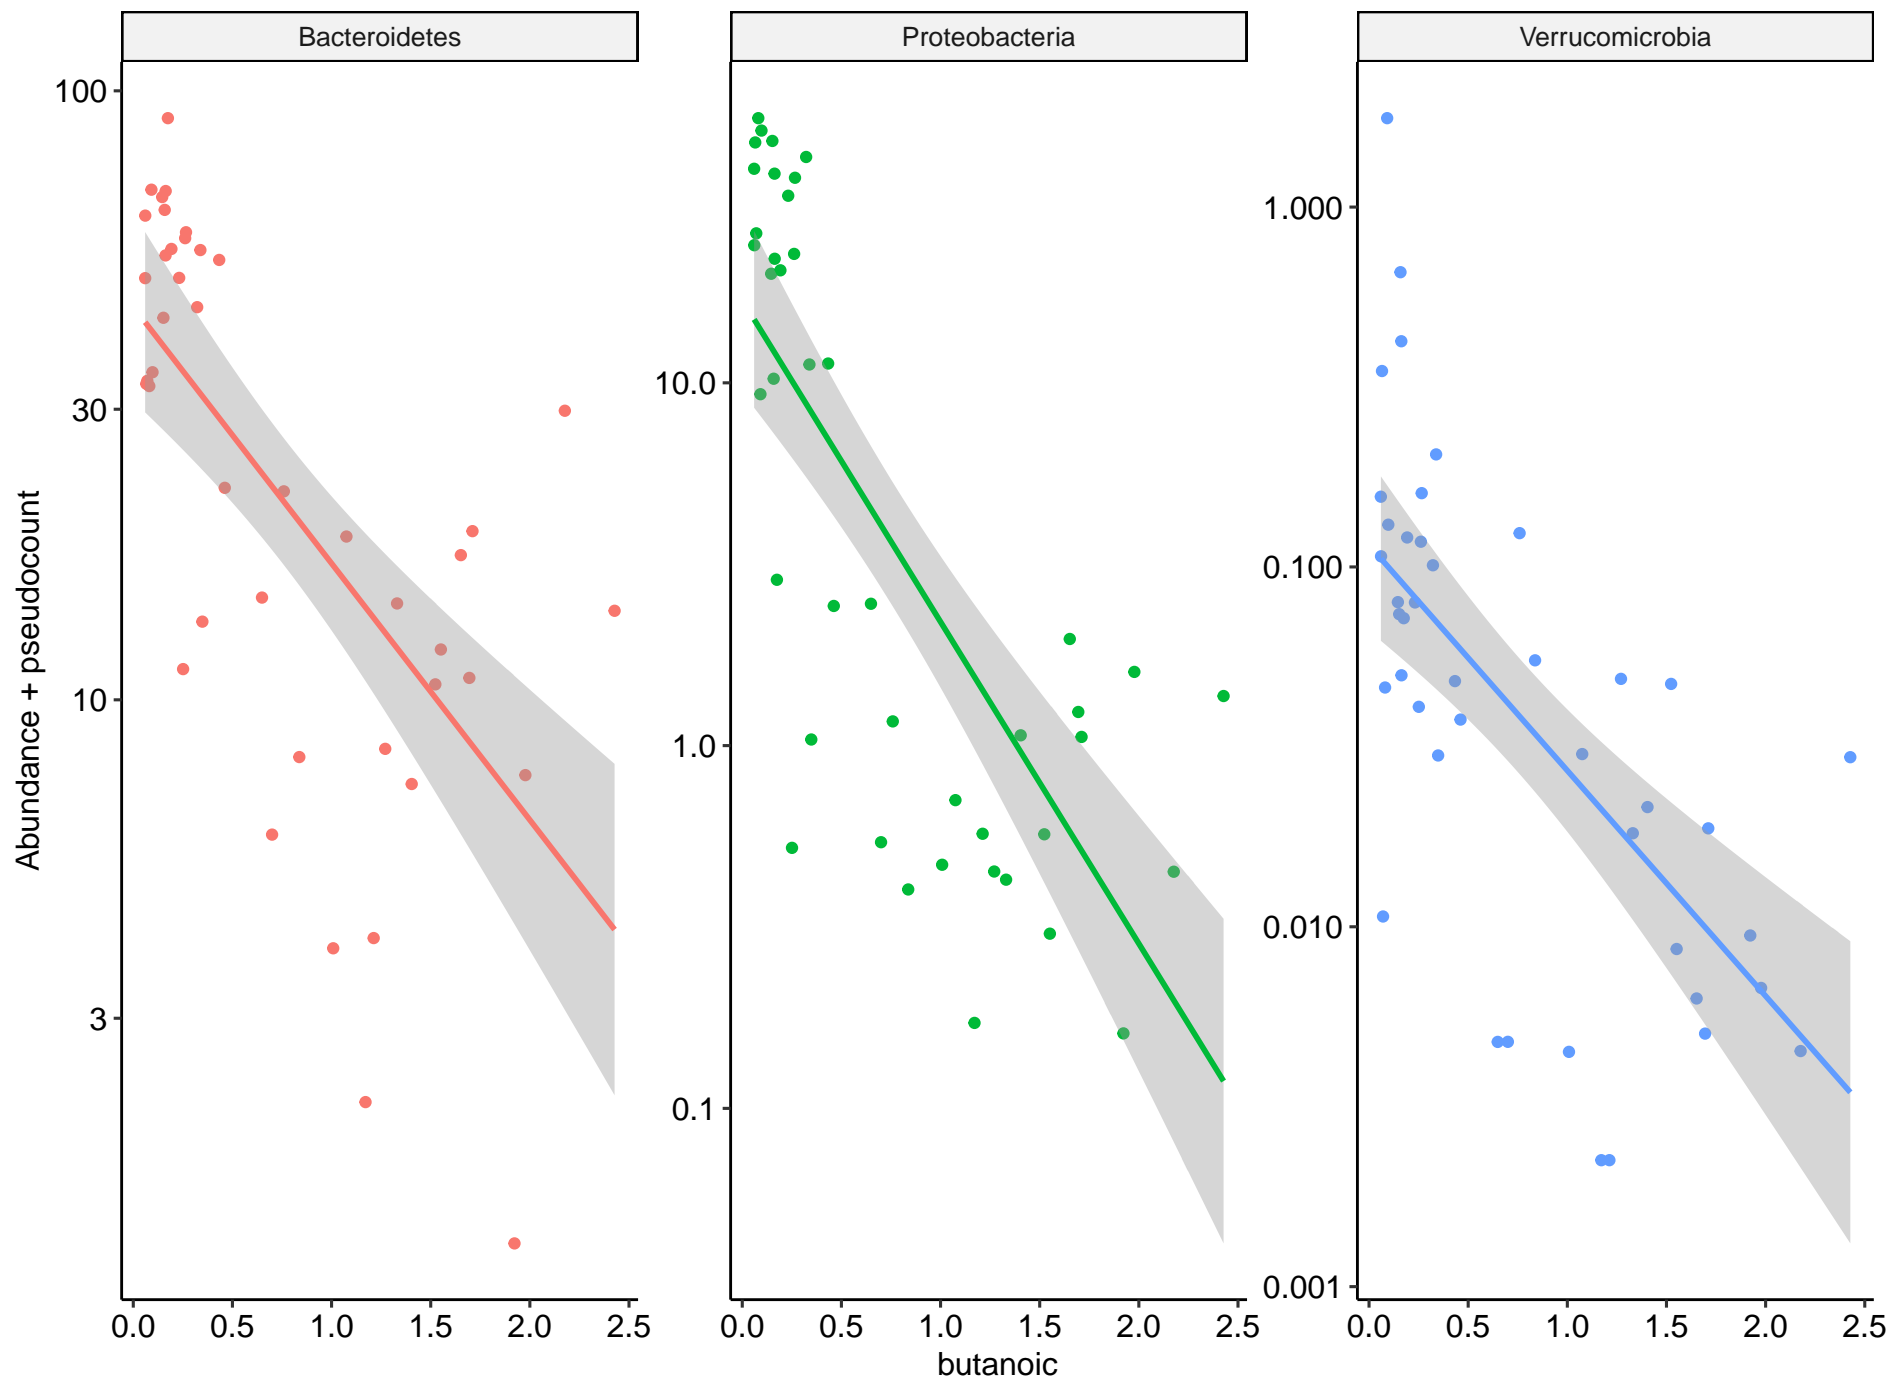 Bacteroidetes
Proteobacteria
Verrucomicrobia
Abundance + pseudocount
100
30
10
3
10.0
1.0
0.1
1.000
0.100
0.010
0.001
0.0 0.5 1.0 1.5 2.0 2.5
0.0 0.5 1.0 1.5 2.0 2.5
0.0 0.5 1.0 1.5 2.0 2.5
butanoic